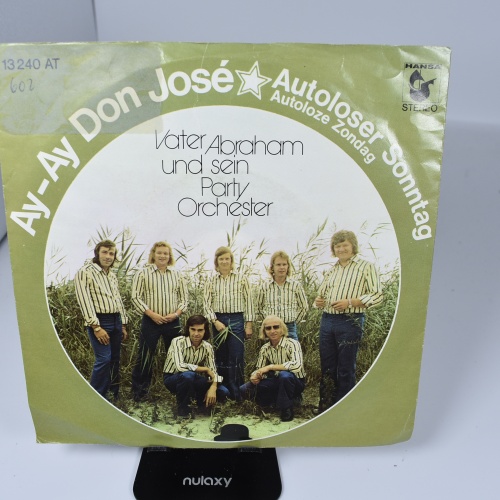 13 240 AT
602
Ay-Ay Don José ☆ Autoloser Sonntag
Autoloze Zondag
HANSA
STEREO
Vater Abraham
und sein
Party
Orchester
nulaxy